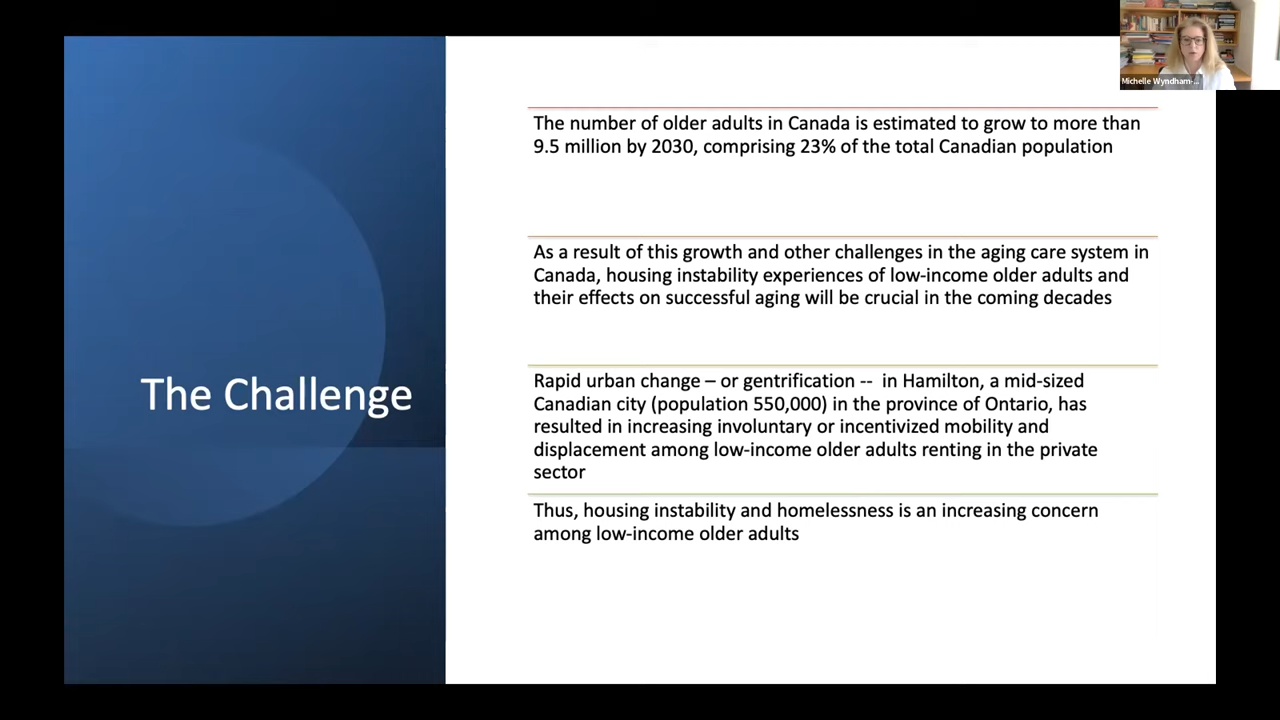 Michelle Wyndham-...
The number of older adults in Canada is estimated to grow to more than
9.5 million by 2030, comprising 23% of the total Canadian population
As a result of this growth and other challenges in the aging care system in
Canada, housing instability experiences of low-income older adults and
their effects on successful aging will be crucial in the coming decades
The Challenge
Rapid urban change – or gentrification --  in Hamilton, a mid-sized
Canadian city (population 550,000) in the province of Ontario, has
resulted in increasing involuntary or incentivized mobility and
displacement among low-income older adults renting in the private
sector
Thus, housing instability and homelessness is an increasing concern
among low-income older adults